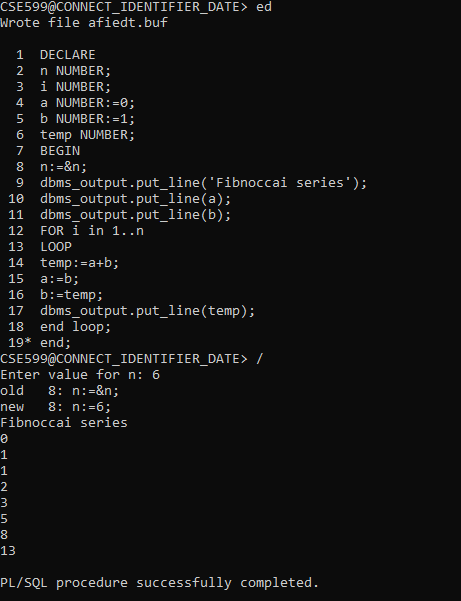 CSE599@CONNECT_IDENTIFIER_DATE> ed
Wrote file afiedt.buf
1 DECLARE
2 n NUMBER;
3 i NUMBER;
4 a NUMBER:=0;
5 b NUMBER:=1;
6 temp NUMBER;
7 BEGIN
8 n:=&n;
9 dbms_output.put_line('Fibnoccai series');
10 dbms_output.put_line(a);
11 dbms_output.put_line(b);
12 FOR i in 1..n
13 LOOP
14 temp:=a+b;
15 a:=b;
16 b:=temp;
17 dbms_output.put_line(temp);
18 end loop;
19* end;
CSE599@CONNECT_IDENTIFIER_DATE> /
Enter value for n: 6
old 8: n:=&n;
new 8: n:=6;
Fibnoccai series
0
1
1
2
3
5
8
13
PL/SQL procedure successfully completed.